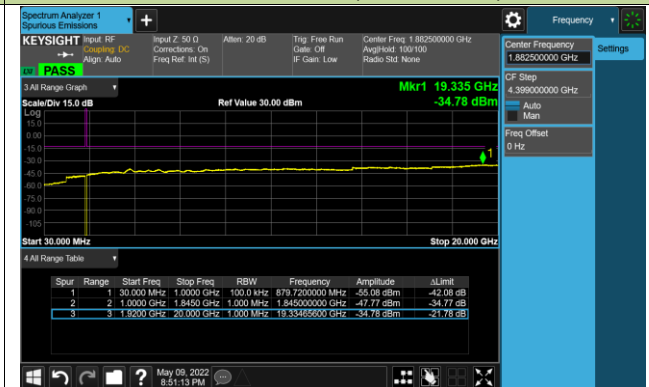 Spectrum Analyzer 1
Spurious Emissions
+
Frequency
KEYSIGHT Input: RF Input Z: 50 Ω Atten: 20 dB Trig: Free Run Center Freq: 1.882500000 GHz
Coupling: DC Corrections: On Gate: Off Avg|Hold: 100/100
Align: Auto Freq Ref: Int (S) IF Gain: Low Radio Std: None
PASS
Center Frequency
1.882500000 GHz
Settings
CF Step
4.399000000 GHz
Auto
Man
Freq Offset
0 Hz
3 All Range Graph
Mkr1 19.335 GHz
Scale/Div 15.0 dB Ref Value 30.00 dBm -34.78 dBm
Log
15.0
0.00
-15.0
-30.0
-45.0
-60.0
-75.0
-90.0
-105
1
Start 30.000 MHz Stop 20.000 GHz
4 All Range Table
Spur Range Start Freq Stop Freq RBW Frequency Amplitude ΔLimit
1 1 30.000 MHz 1.0000 GHz 100.0 kHz 879.7200000 MHz -55.08 dBm -42.08 dB
2 2 1.0000 GHz 1.8450 GHz 1.000 MHz 1.845000000 GHz -47.77 dBm -34.77 dB
3 3 1.9200 GHz 20.000 GHz 1.000 MHz 19.33465600 GHz -34.78 dBm -21.78 dB
?
May 09, 2022
8:51:13 PM